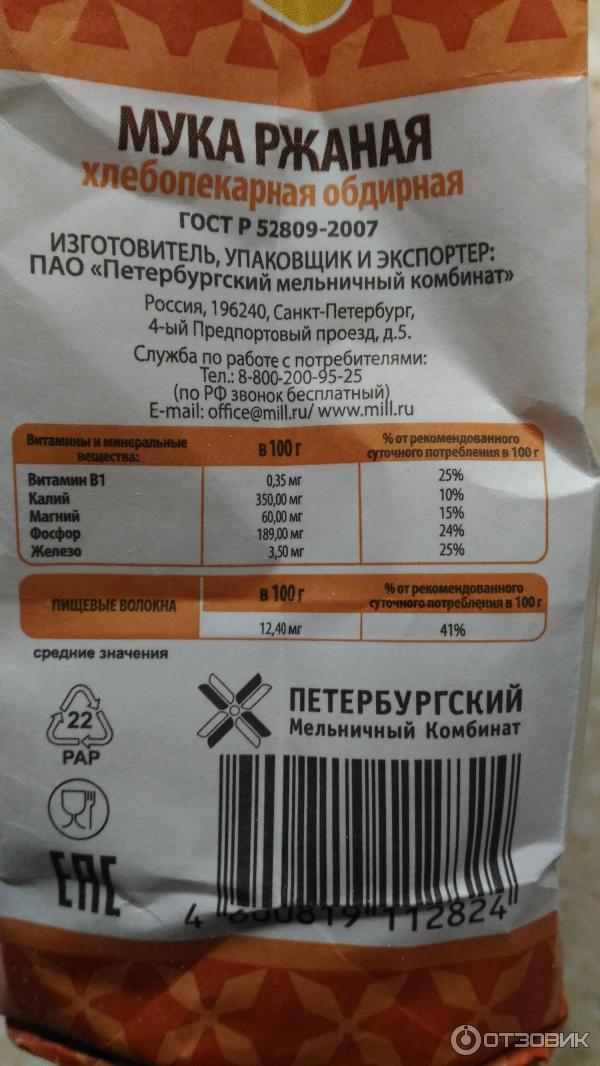 МУКА РЖАНАЯ
хлебопекарная обдирная
ГОСТ Р 52809-2007
ИЗГОТОВИТЕЛЬ, УПАКОВЩИК И ЭКСПОРТЕР:
ПАО «Петербургский мельничный комбинат»
Россия, 196240, Санкт-Петербург,
4-ый Предпортовый проезд, д.5.
Служба по работе с потребителями:
Тел.: 8-800-200-95-25
(по РФ звонок бесплатный)
E-mail: office@mill.ru/ www.mill.ru
Витамины и минеральные вещества: в 100 г % от рекомендованного суточного потребления в 100 г
Витамин В1 0,35 мг 25%
Калий 350,00 мг 10%
Магний 60,00 мг 15%
Фосфор 189,00 мг 24%
Железо 3,50 мг 25%
ПИЩЕВЫЕ ВОЛОКНА в 100 г % от рекомендованного суточного потребления в 100 г
12,40 мг 41%
средние значения
22
PAP
ПЕТЕРБУРГСКИЙ
Мельничный Комбинат
EAC
4 600819 112824
ОТЗОВИК